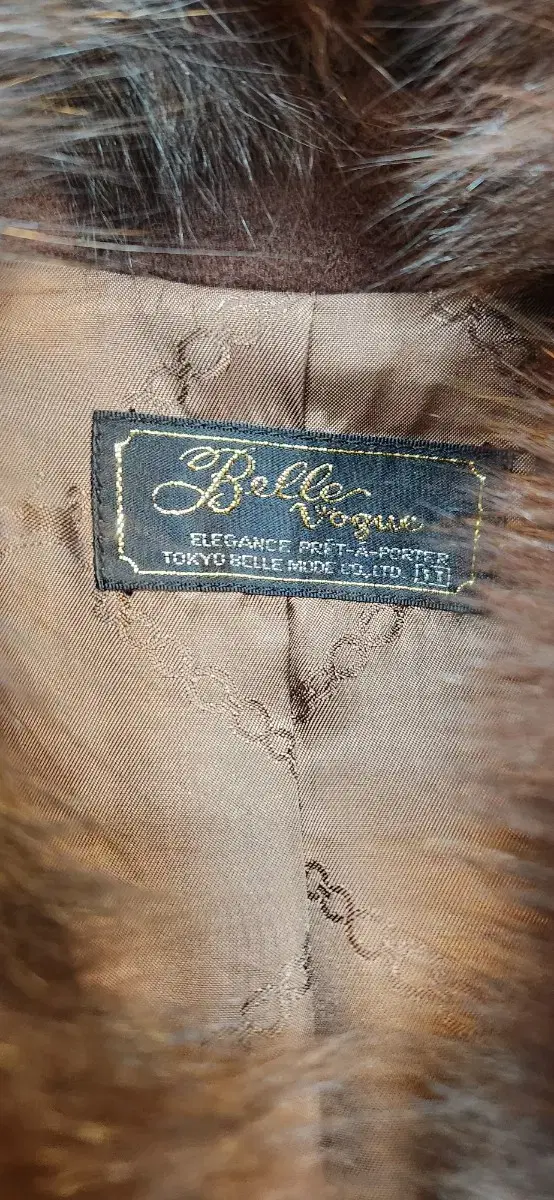 Belle
Vogue
ELEGANCE PRÊT-À-PORTER
TOKYO BELLE MODE CO., LTD 11